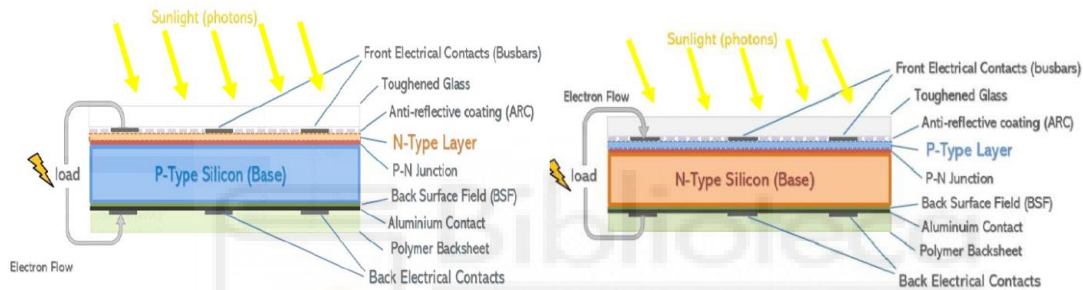 Sunlight (photons)
Front Electrical Contacts (Busbars)
Toughened Glass
Anti-reflective coating (ARC)
N-Type Layer
P-N Junction
load
P-Type Silicon (Base)
Back Surface Field (BSF)
Aluminium Contact
Polymer Backsheet
Electron Flow
Back Electrical Contacts
Sunlight (photons)
Front Electrical Contacts (busbars)
Electron Flow
Toughened Glass
Anti-reflective coating (ARC)
P-Type Layer
P-N Junction
load
N-Type Silicon (Base)
Back Surface Field (BSF)
Aluminuim Contact
Polymer Backsheet
Back Electrical Contacts
Biblioteca